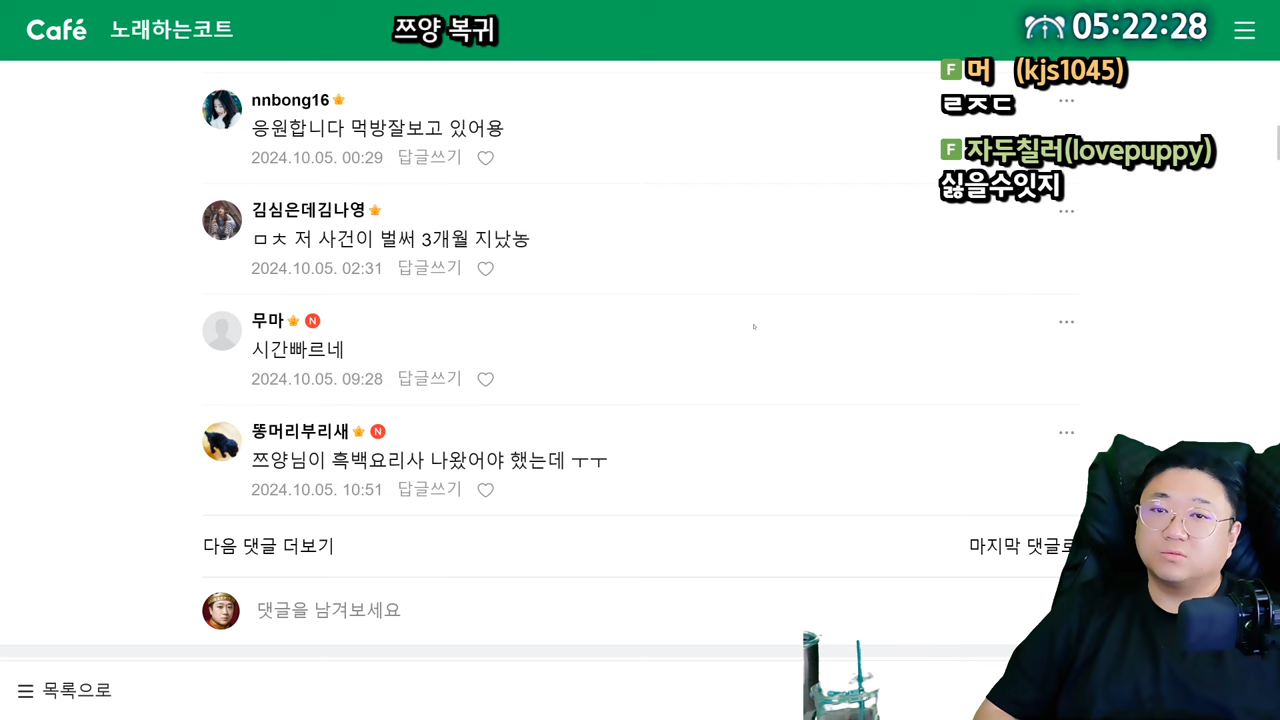 Café 노래하는코트
쯔양 복귀
05:22:28
F 머 (kjs1045)
ㄹㅈㄷ
F 자두칠러(lovepuppy)
싫을수잇지
nnbong16
응원합니다 먹방잘보고 있어용
2024.10.05. 00:29 답글쓰기
김심은데김나영
ㅁㅊ 저 사건이 벌써 3개월 지났농
2024.10.05. 02:31 답글쓰기
무마 N
시간빠르네
2024.10.05. 09:28 답글쓰기
똥머리부리새 N
쯔양님이 흑백요리사 나왔어야 했는데 ㅜㅜ
2024.10.05. 10:51 답글쓰기
다음 댓글 더보기
마지막 댓글로
댓글을 남겨보세요
목록으로